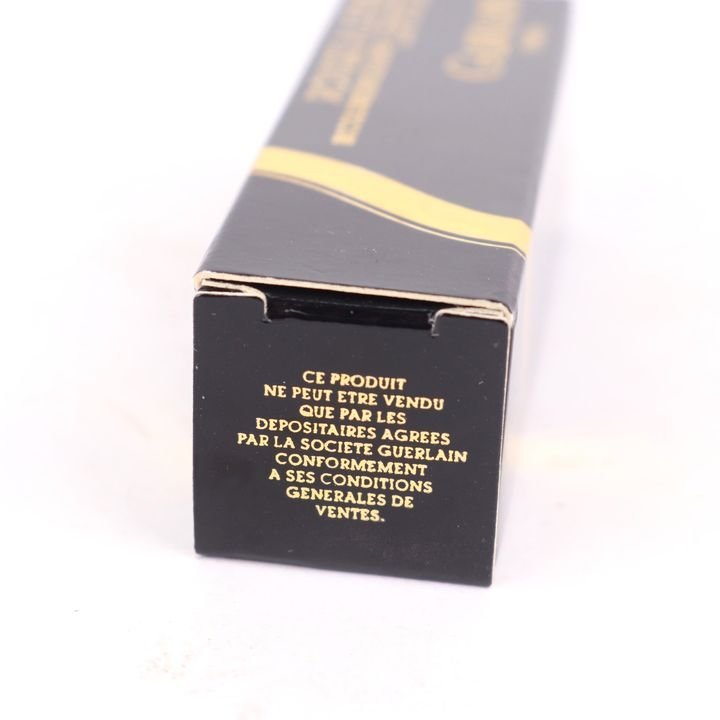 CE PRODUIT
NE PEUT ETRE VENDU
QUE PAR LES
DEPOSITAIRES AGREES
PAR LA SOCIETE GUERLAIN
CONFORMEMENT
A SES CONDITIONS
GENERALES DE
VENTES.